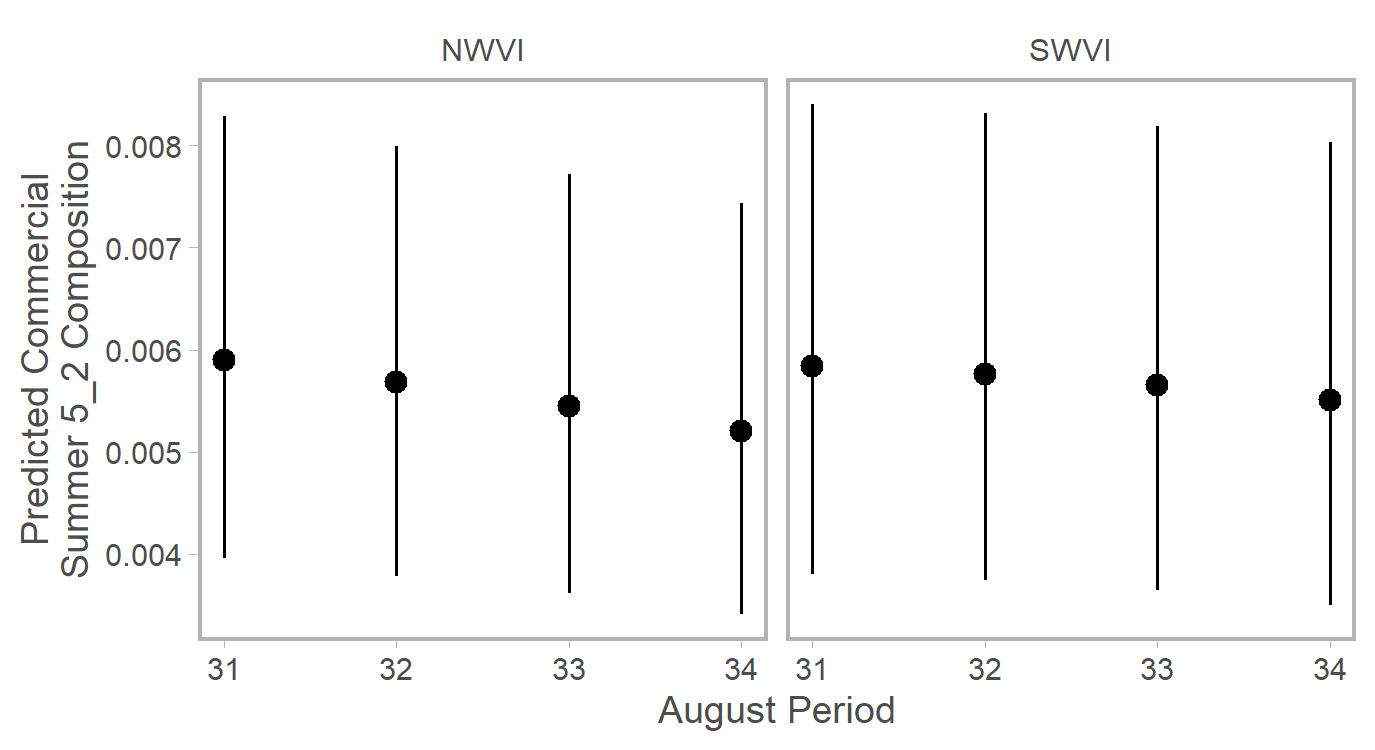 NWVI
SWVI
Predicted Commercial
Summer 5_2 Composition
0.008
0.007
0.006
0.005
0.004
31 32 33 34
31 32 33 34
August Period